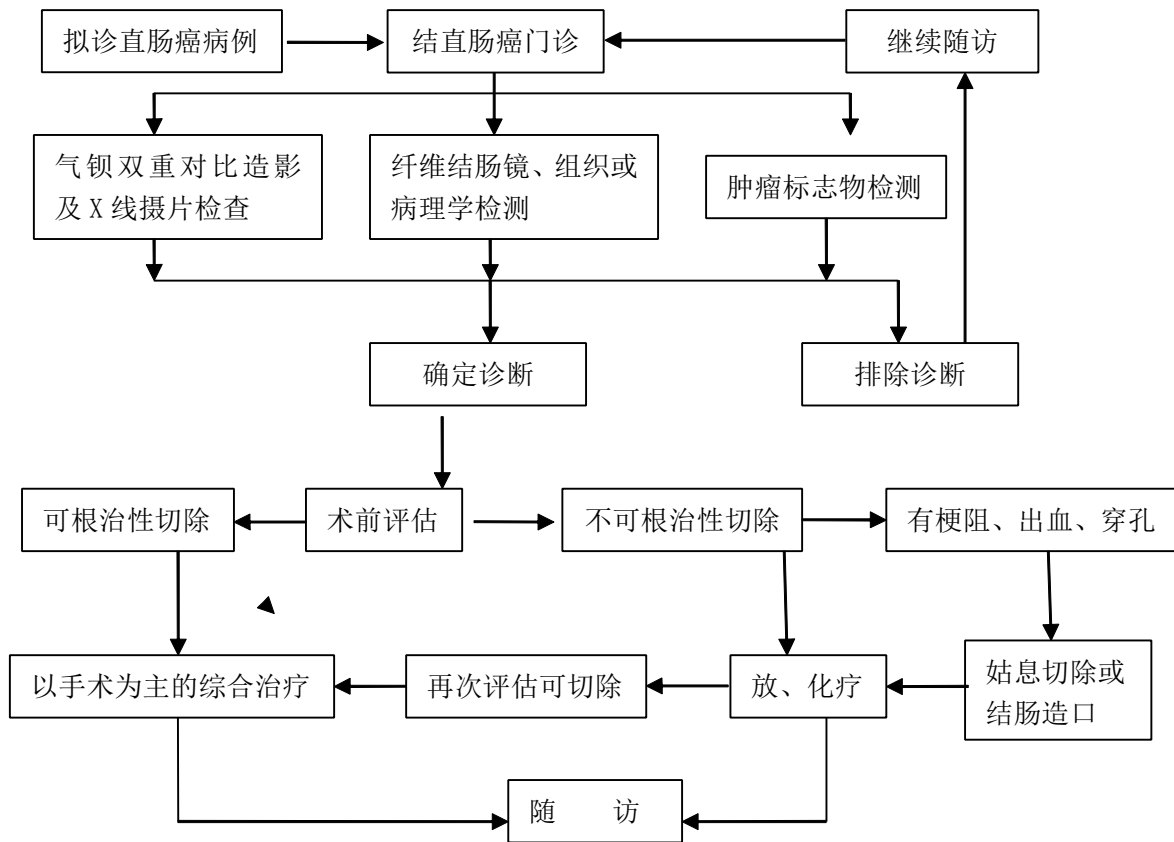 拟诊直肠癌病例
结直肠癌门诊
继续随访
气钡双重对比造影
及 X 线摄片检查
纤维结肠镜、组织或
病理学检测
肿瘤标志物检测
确定诊断
排除诊断
可根治性切除
术前评估
不可根治性切除
有梗阻、出血、穿孔
以手术为主的综合治疗
再次评估可切除
放、化疗
姑息切除或
结肠造口
随 访